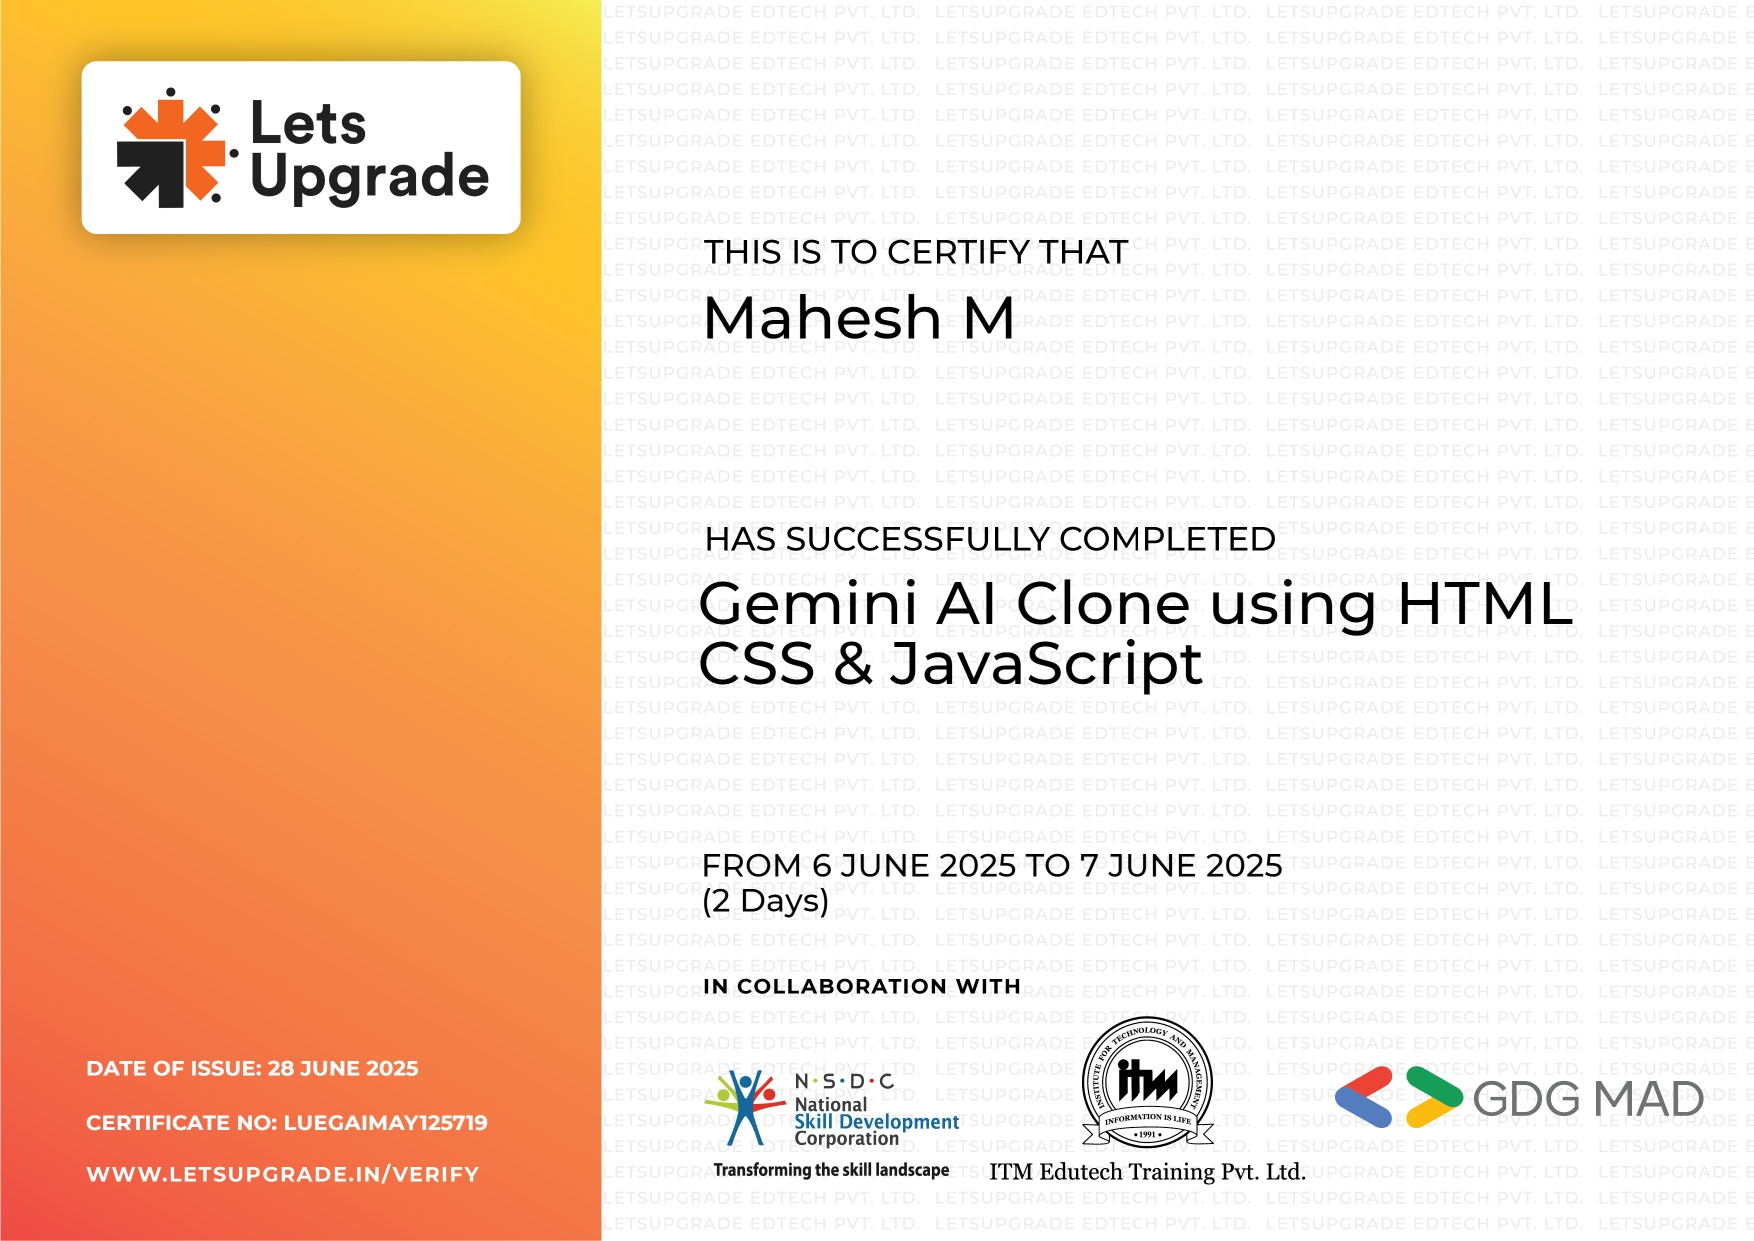 Lets
Upgrade
THIS IS TO CERTIFY THAT
Mahesh M
HAS SUCCESSFULLY COMPLETED
Gemini AI Clone using HTML
CSS & JavaScript
FROM 6 JUNE 2025 TO 7 JUNE 2025
(2 Days)
IN COLLABORATION WITH
N·S·D·C
National
Skill Development
Corporation
Transforming the skill landscape
INSTITUTE FOR TECHNOLOGY AND MANAGEMENT
itm
INFORMATION IS LIFE
• 1991 •
ITM Edutech Training Pvt. Ltd.
GDG MAD
DATE OF ISSUE: 28 JUNE 2025
CERTIFICATE NO: LUEGAIMAY125719
WWW.LETSUPGRADE.IN/VERIFY
LETSUPGRADE EDTECH PVT. LTD.